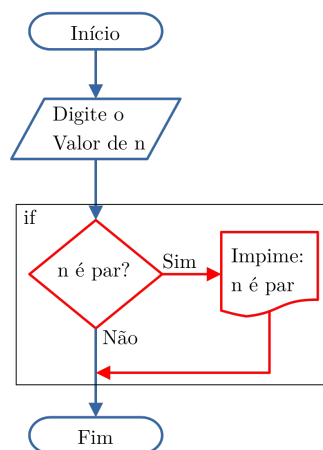 Início
Digite o
Valor de n
if
n é par?
Sim
Impime:
n é par
Não
Fim